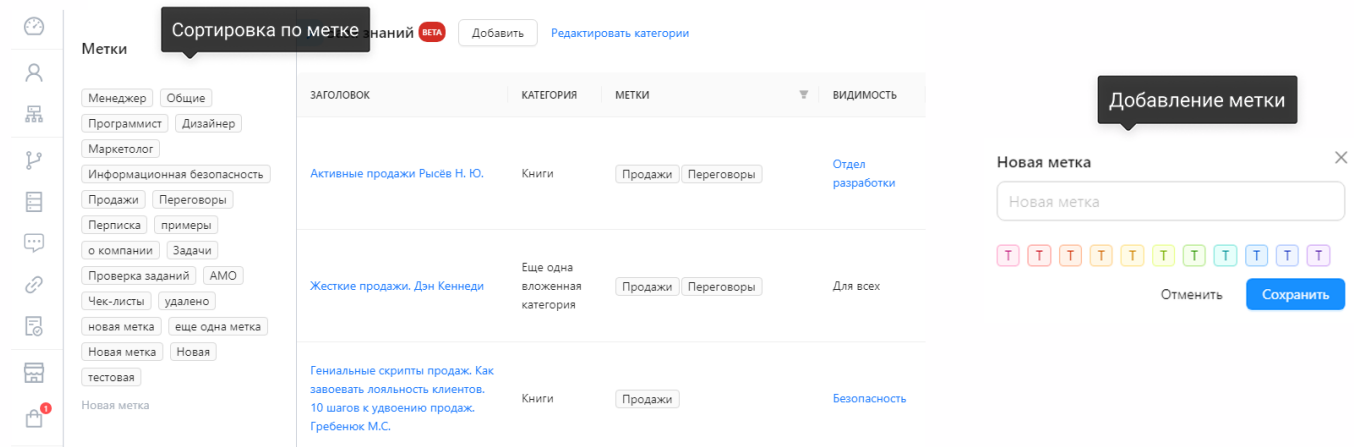 Сортировка по метке
Метки
знаний BETA Добавить Редактировать категории
Менеджер Общие
Программист Дизайнер
Маркетолог
Информационная безопасность
Продажи Переговоры
Перписка примеры
о компании Задачи
Проверка заданий АМО
Чек-листы удалено
новая метка еще одна метка
Новая метка Новая
тестовая
Новая метка
1
ЗАГОЛОВОК КАТЕГОРИЯ МЕТКИ ВИДИМОСТЬ
Активные продажи Рысёв Н. Ю. Книги Продажи Переговоры Отдел
разработки
Жесткие продажи. Дэн Кеннеди Еще одна
вложенная
категория
Продажи Переговоры Для всех
Гениальные скрипты продаж. Как
завоевать лояльность клиентов.
10 шагов к удвоению продаж.
Гребенюк М.С.
Книги Продажи Безопасность
Добавление метки
Новая метка
Новая метка
T T T T T T T T T T T
Отменить Сохранить